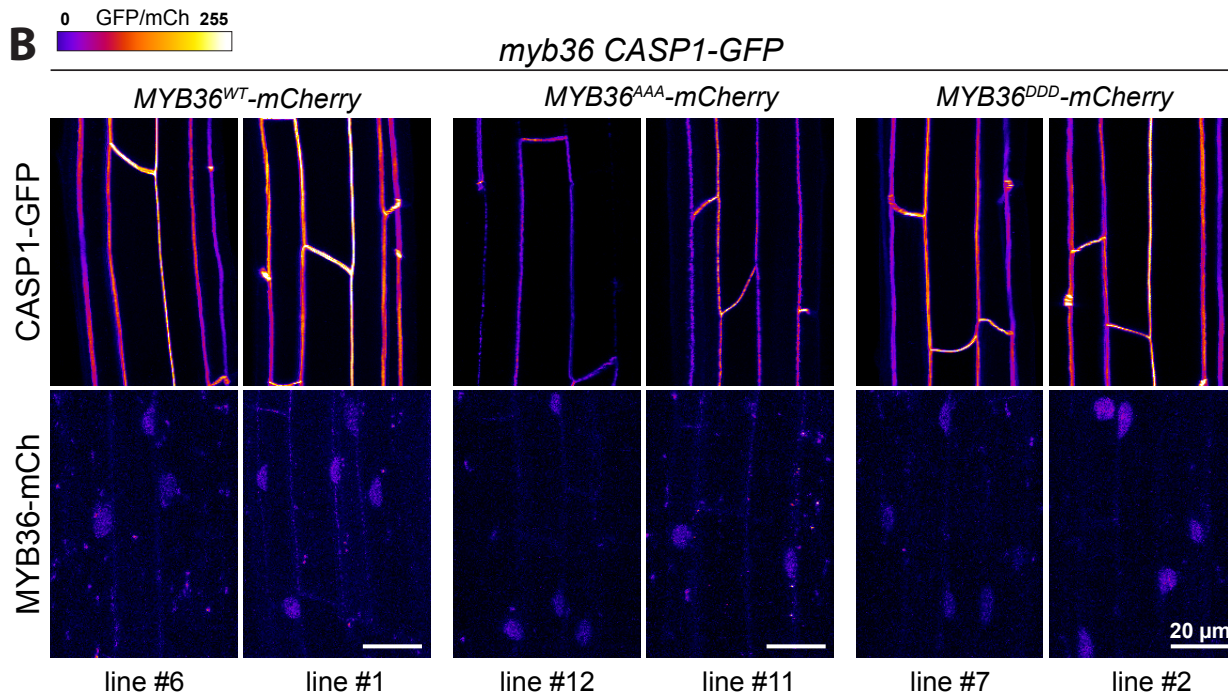 B
0 GFP/mCh 255
myb36 CASP1-GFP
MYB36WT-mCherry MYB36AAA-mCherry MYB36DDD-mCherry
CASP1-GFP
MYB36-mCh
20 µm
line #6 line #1 line #12 line #11 line #7 line #2